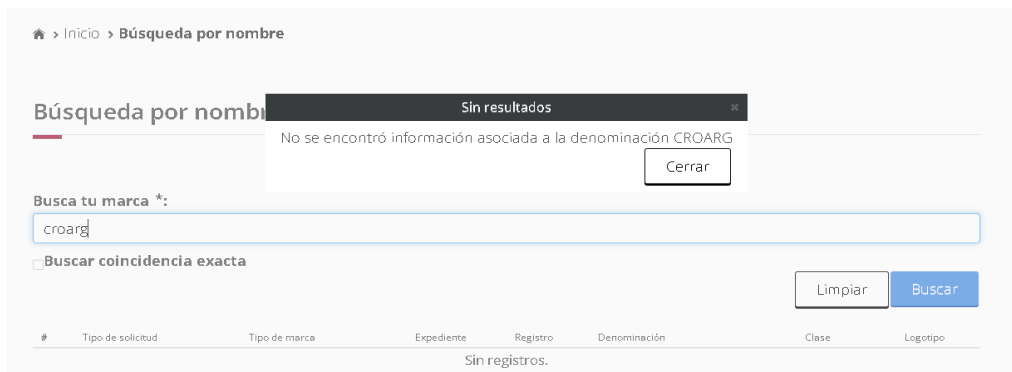 > Inicio > Búsqueda por nombre
Búsqueda por nombr
Sin resultados ×
No se encontró información asociada a la denominación CROARG
Cerrar
Busca tu marca *:
croarg
Buscar coincidencia exacta
Limpiar Buscar
# Tipo de solicitud Tipo de marca Expediente Registro Denominación Clase Logotipo
Sin registros.